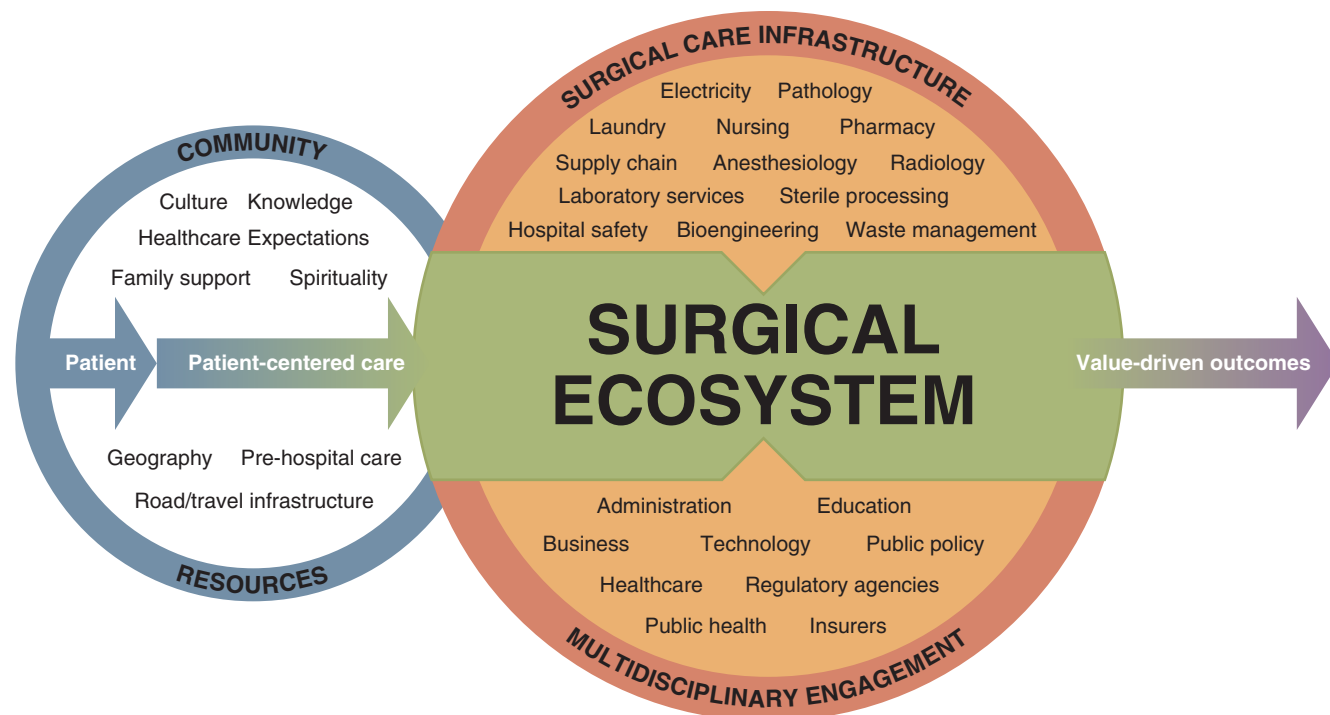 COMMUNITY
Culture Knowledge
Healthcare Expectations
Family support Spirituality
Patient
Patient-centered care
Geography Pre-hospital care
Road/travel infrastructure
RESOURCES
SURGICAL CARE INFRASTRUCTURE
Electricity Pathology
Laundry Nursing Pharmacy
Supply chain Anesthesiology Radiology
Laboratory services Sterile processing
Hospital safety Bioengineering Waste management
SURGICAL
ECOSYSTEM
Administration Education
Business Technology Public policy
Healthcare Regulatory agencies
Public health Insurers
MULTIDISCIPLINARY ENGAGEMENT
Value-driven outcomes